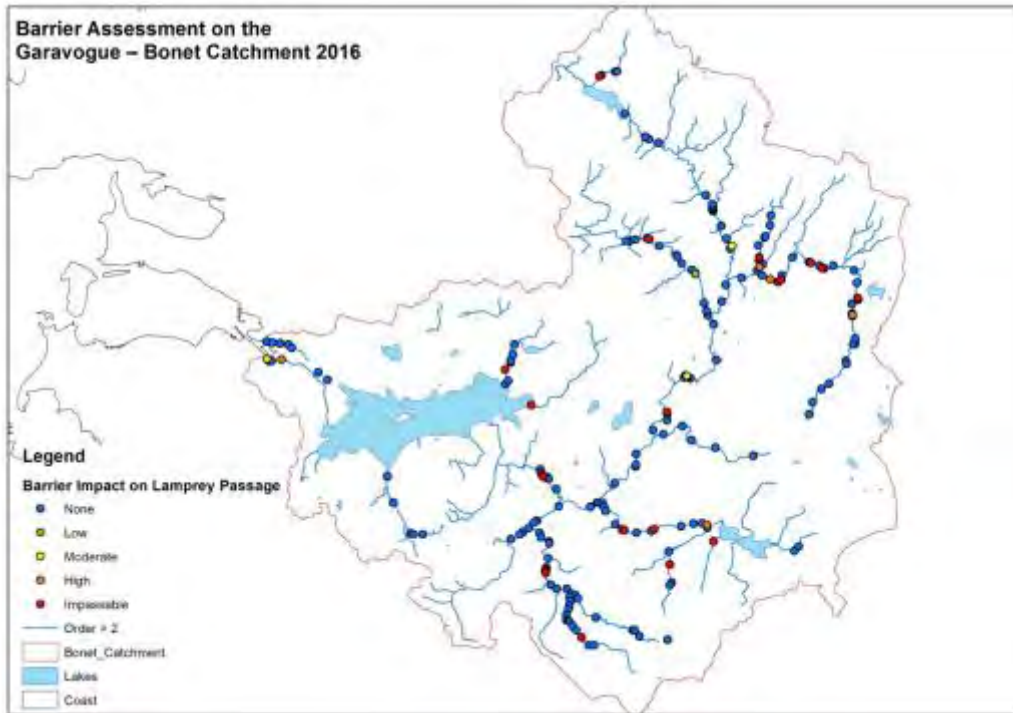 Barrier Assessment on the
Garavogue – Bonet Catchment 2016
Legend
Barrier Impact on Lamprey Passage
None
Low
Moderate
High
Impassable
Order > 2
Bonet_Catchment
Lakes
Coast